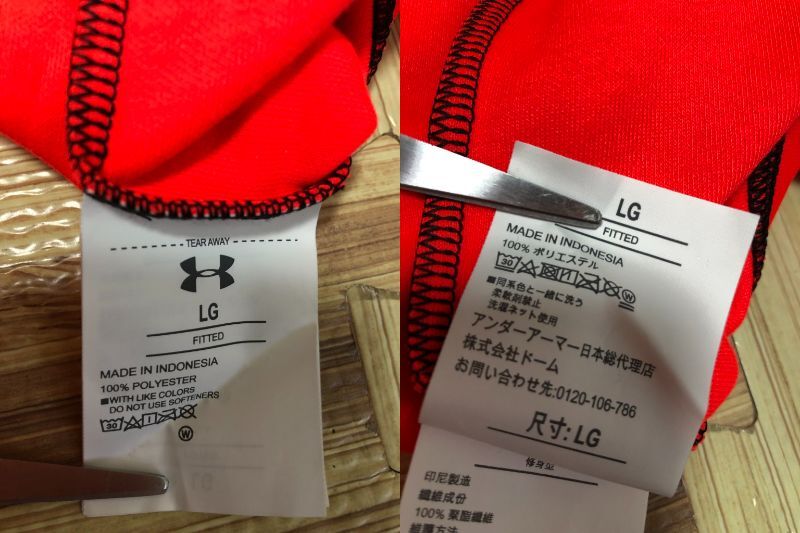 TEAR AWAY
LG
FITTED
MADE IN INDONESIA
100% POLYESTER
■WITH LIKE COLORS
DO NOT USE SOFTENERS
30
W
LG
FITTED
MADE IN INDONESIA
100% ポリエステル
30
W
■同系色と一緒に洗う
柔軟剤禁止
洗濯ネット使用
アンダーアーマー日本総代理店
株式会社ドーム
お問い合わせ先:0120-106-786
尺寸: LG
修身型
印尼製造
纖維成份
100% 聚酯纖維
維護方法